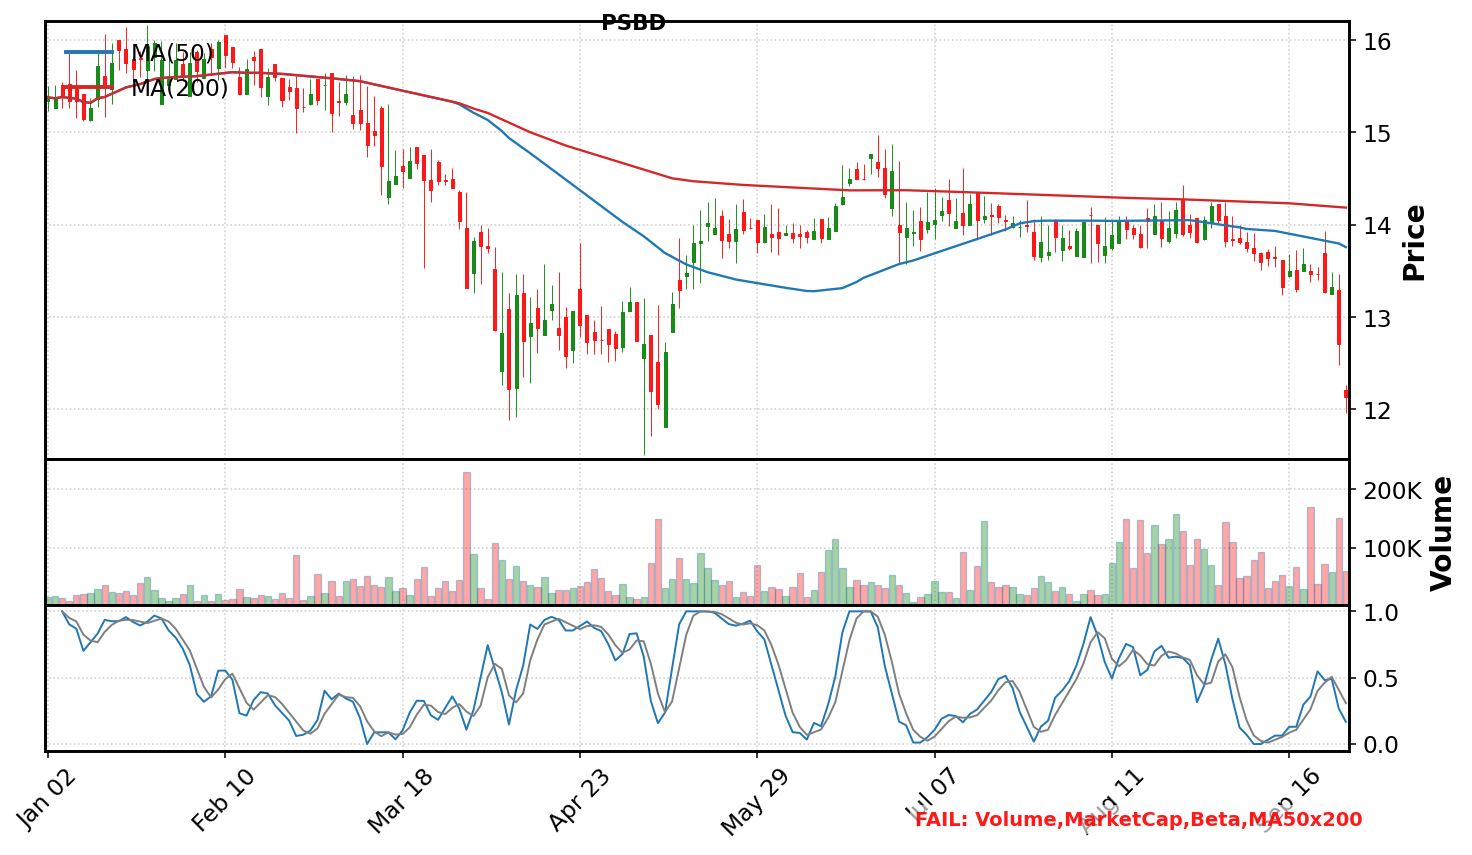 PSBD
MA(50)
MA(200)
16
15
14
13
12
Price
200K
100K
Volume
1.0
0.5
0.0
Jan 02
Feb 10
Mar 18
Apr 23
May 29
Jul 07
Aug 11
Sep 16
FAIL: Volume,MarketCap,Beta,MA50x200